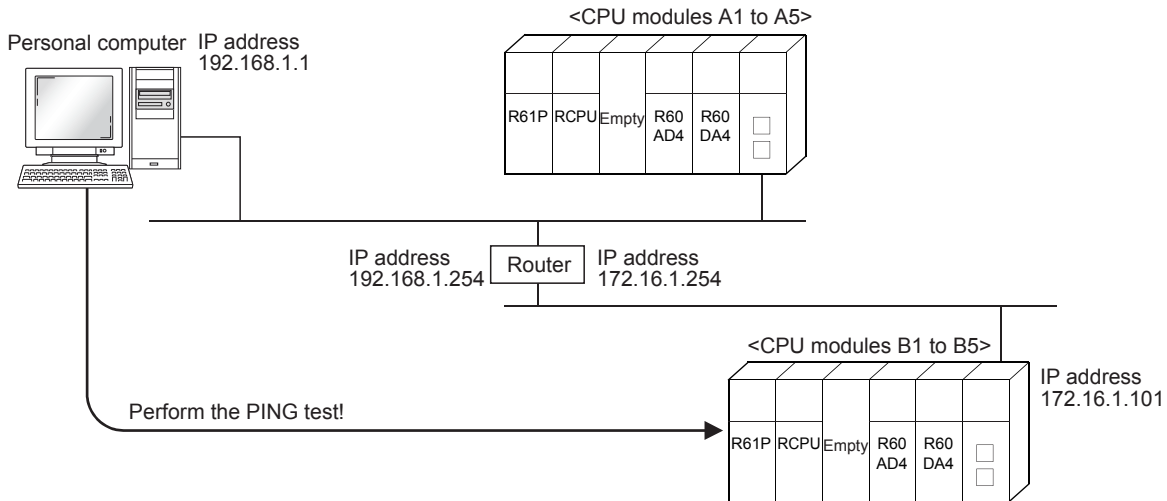 <CPU modules A1 to A5>
Personal computer
IP address
192.168.1.1
R61P
RCPU
Empty
R60
AD4
R60
DA4
IP address
192.168.1.254
Router
IP address
172.16.1.254
<CPU modules B1 to B5>
IP address
172.16.1.101
Perform the PING test!
R61P
RCPU
Empty
R60
AD4
R60
DA4